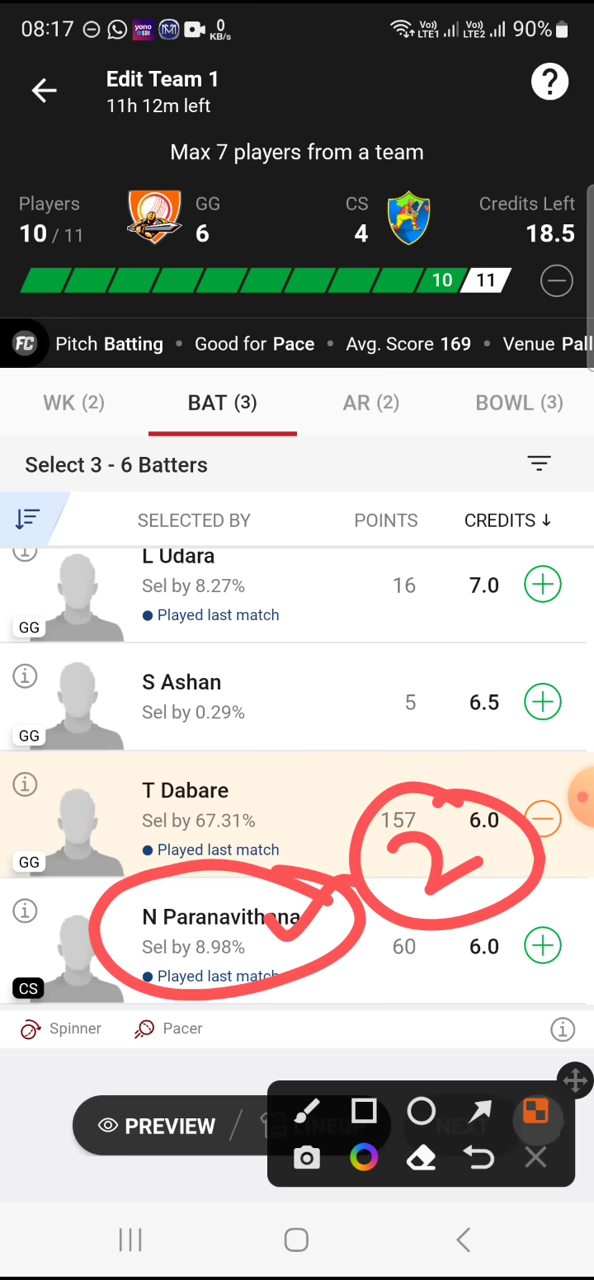 08:17 yono SBI 0 KB/s Vo) LTE1 Vo) LTE2 90%
Edit Team 1
11h 12m left
?
Max 7 players from a team
Players GG CS Credits Left
10 / 11 6 4 18.5
10 11
FC Pitch Batting • Good for Pace • Avg. Score 169 • Venue Pall
WK (2) BAT (3) AR (2) BOWL (3)
Select 3 - 6 Batters
SELECTED BY POINTS CREDITS ↓
L Udara
Sel by 8.27% 16 7.0
Played last match
GG
S Ashan
Sel by 0.29% 5 6.5
GG
T Dabare
Sel by 67.31% 157 6.0
Played last match
GG
2
N Paranavithana
Sel by 8.98% 60 6.0
Played last match
CS
Spinner Pacer
PREVIEW / LINEUP NEXT